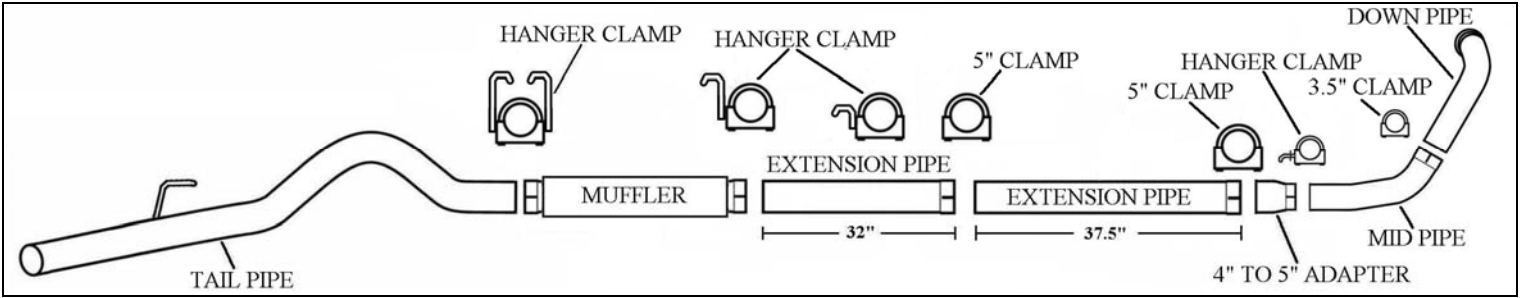 DOWN PIPE
HANGER CLAMP
HANGER CLAMP
5" CLAMP
HANGER CLAMP
3.5" CLAMP
5" CLAMP
EXTENSION PIPE
MUFFLER
EXTENSION PIPE
32"
37.5"
MID PIPE
TAIL PIPE
4" TO 5" ADAPTER